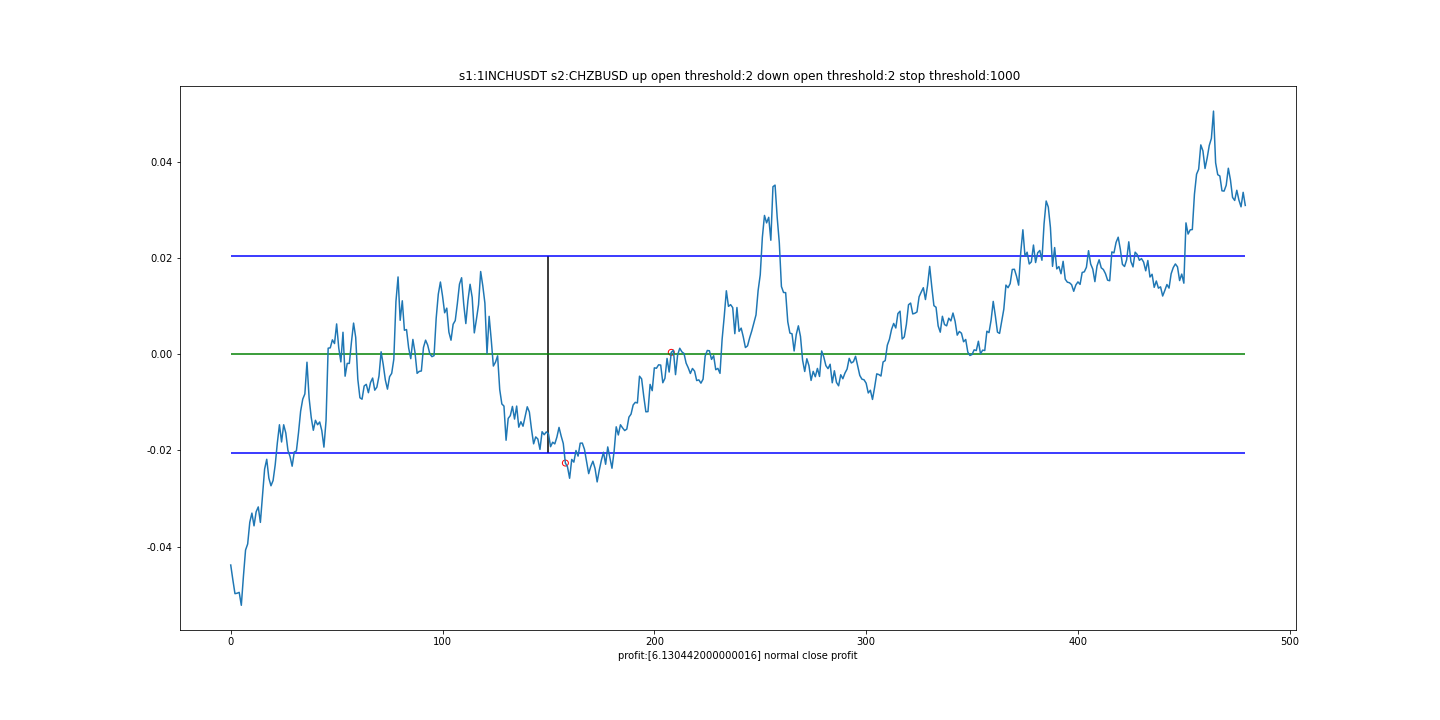 s1:1INCHUSDT s2:CHZBUSD up open threshold:2 down open threshold:2 stop threshold:1000
0.04
0.02
0.00
-0.02
-0.04
0 100 200 300 400 500
profit:[6.130442000000016] normal close profit